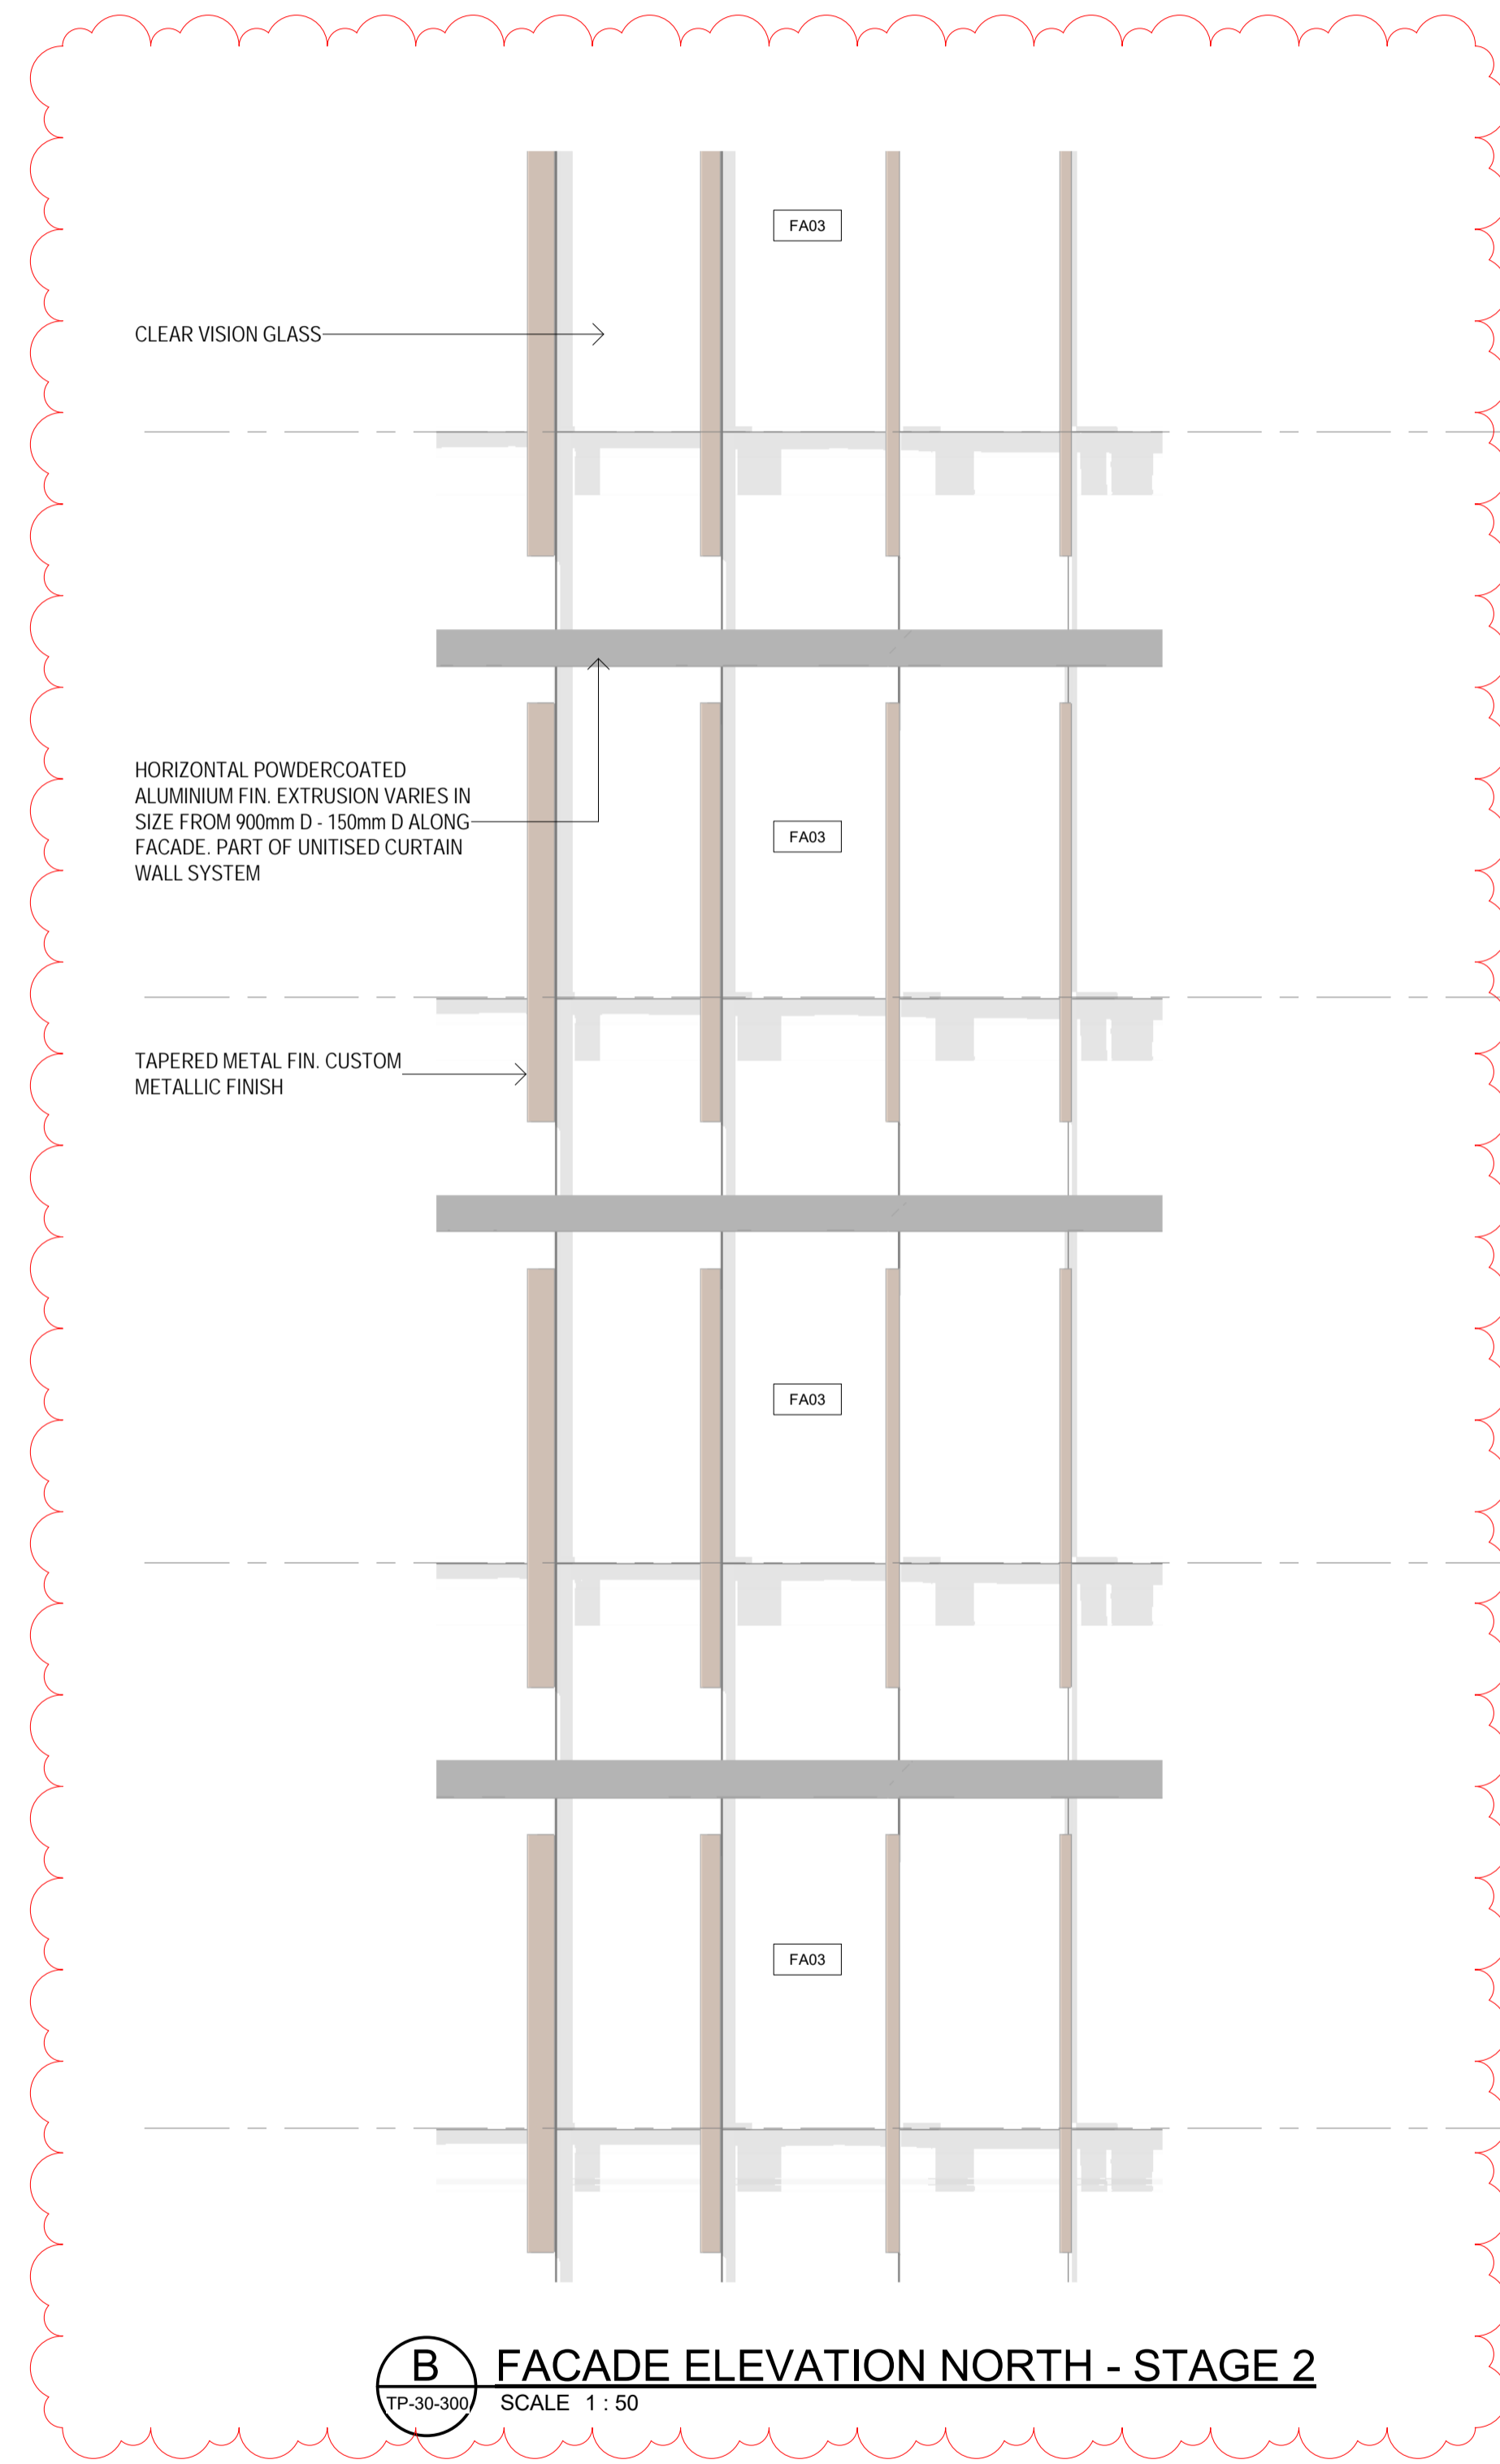 FA03
CLEAR VISION GLASS
HORIZONTAL POWDERCOATED
ALUMINIUM FIN. EXTRUSION VARIES IN
SIZE FROM 900mm D - 150mm D ALONG
FACADE. PART OF UNITISED CURTAIN
WALL SYSTEM
FA03
TAPERED METAL FIN. CUSTOM
METALLIC FINISH
FA03
FA03
B
TP-30-300
FACADE ELEVATION NORTH - STAGE 2
SCALE 1 : 50